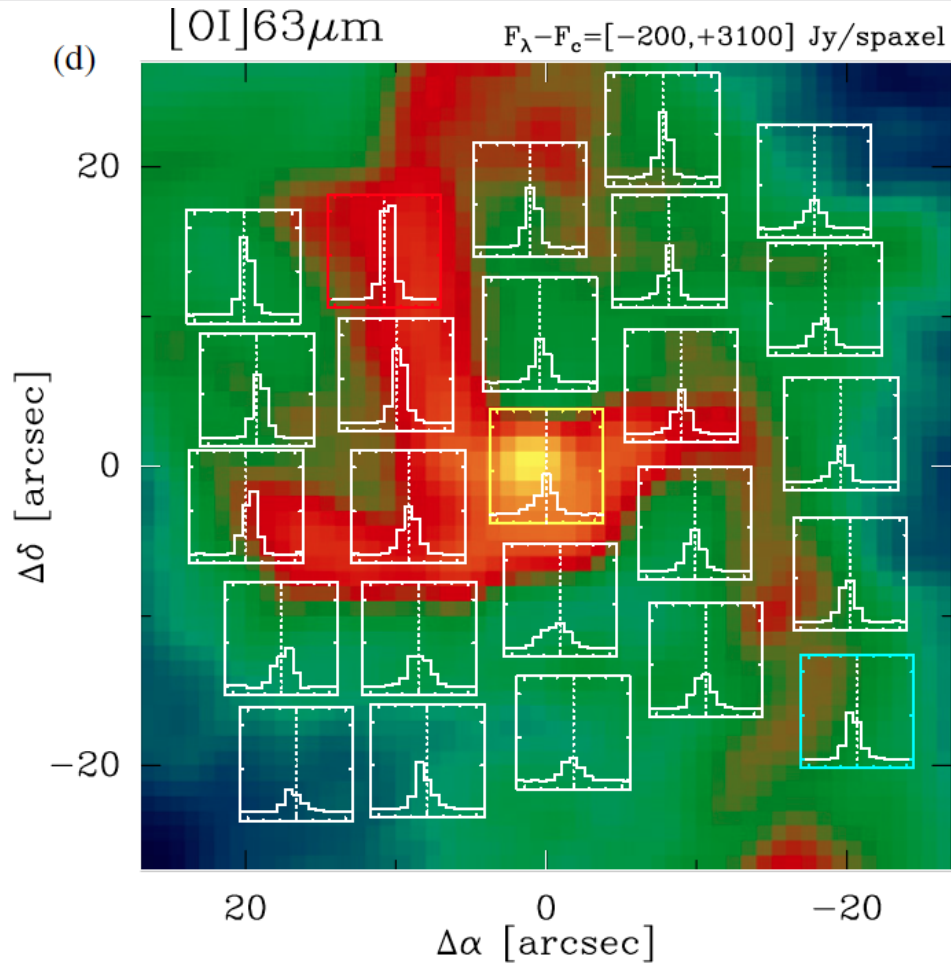 [OI]63μm
F_λ−F_c=[−200,+3100] Jy/spaxel
(d)
20
0
−20
Δδ [arcsec]
20 0 −20
Δα [arcsec]